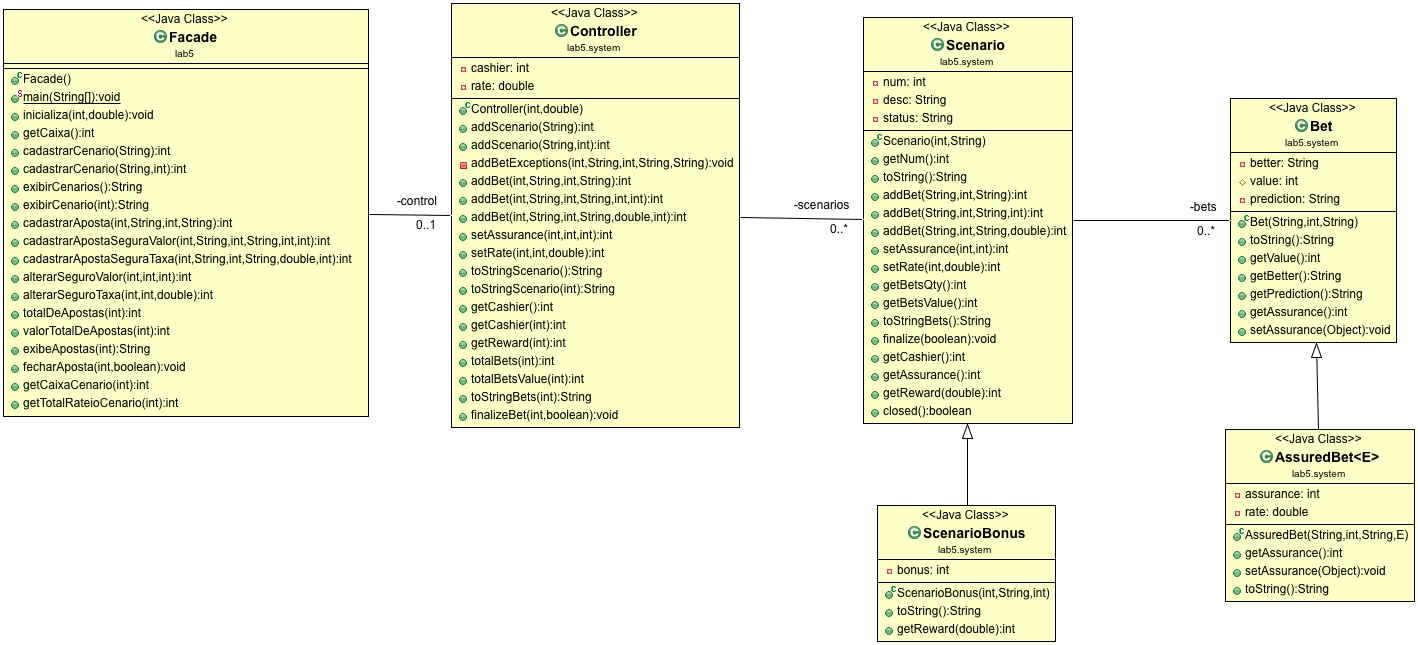 <<Java Class>>
Facade
lab5
Facade()
main(String[]):void
inicializa(int,double):void
getCaixa():int
cadastrarCenario(String):int
cadastrarCenario(String,int):int
exibirCenarios():String
exibirCenario(int):String
cadastrarAposta(int,String,int,String):int
cadastrarApostaSeguraValor(int,String,int,String,int,int):int
cadastrarApostaSeguraTaxa(int,String,int,String,double,int):int
alterarSeguroValor(int,int,int):int
alterarSeguroTaxa(int,int,double):int
totalDeApostas(int):int
valorTotalDeApostas(int):int
exibeApostas(int):String
fecharAposta(int,boolean):void
getCaixaCenario(int):int
getTotalRateioCenario(int):int
-control
0..1
<<Java Class>>
Controller
lab5.system
cashier: int
rate: double
Controller(int,double)
addScenario(String):int
addScenario(String,int):int
addBetExceptions(int,String,int,String,String):void
addBet(int,String,int,String):int
addBet(int,String,int,String,int,int):int
addBet(int,String,int,String,double,int):int
setAssurance(int,int,int):int
setRate(int,int,double):int
toStringScenario():String
toStringScenario(int):String
getCashier():int
getCashier(int):int
getReward(int):int
totalBets(int):int
totalBetsValue(int):int
toStringBets(int):String
finalizeBet(int,boolean):void
-scenarios
0..*
<<Java Class>>
Scenario
lab5.system
num: int
desc: String
status: String
Scenario(int,String)
getNum():int
toString():String
addBet(String,int,String):int
addBet(String,int,String,int):int
addBet(String,int,String,double):int
setAssurance(int,int):int
setRate(int,double):int
getBetsQty():int
getBetsValue():int
toStringBets():String
finalize(boolean):void
getCashier():int
getAssurance():int
getReward(double):int
closed():boolean
-bets
0..*
<<Java Class>>
Bet
lab5.system
better: String
value: int
prediction: String
Bet(String,int,String)
toString():String
getValue():int
getBetter():String
getPrediction():String
getAssurance():int
setAssurance(Object):void
<<Java Class>>
ScenarioBonus
lab5.system
bonus: int
ScenarioBonus(int,String,int)
toString():String
getReward(double):int
<<Java Class>>
AssuredBet<E>
lab5.system
assurance: int
rate: double
AssuredBet(String,int,String,E)
getAssurance():int
setAssurance(Object):void
toString():String